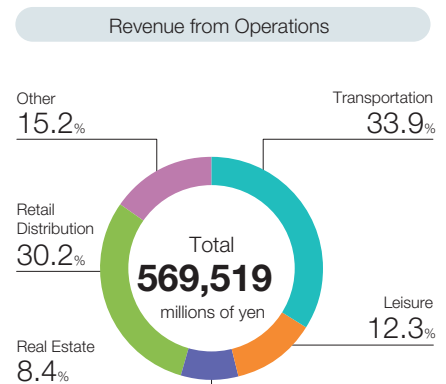 Revenue from Operations
Other
15.2%
Transportation
33.9%
Retail
Distribution
30.2%
Total
569,519
millions of yen
Leisure
12.3%
Real Estate
8.4%